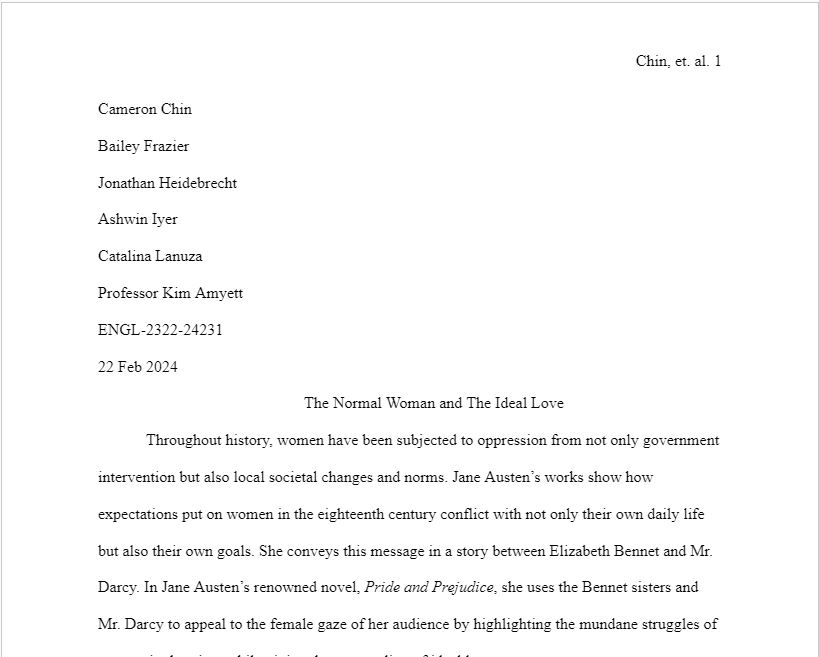 Chin, et. al. 1
Cameron Chin
Bailey Frazier
Jonathan Heidebrecht
Ashwin Iyer
Catalina Lanuza
Professor Kim Amyett
ENGL-2322-24231
22 Feb 2024
The Normal Woman and The Ideal Love
Throughout history, women have been subjected to oppression from not only government
intervention but also local societal changes and norms. Jane Austen’s works show how
expectations put on women in the eighteenth century conflict with not only their own daily life
but also their own goals. She conveys this message in a story between Elizabeth Bennet and Mr.
Darcy. In Jane Austen’s renowned novel, Pride and Prejudice, she uses the Bennet sisters and
Mr. Darcy to appeal to the female gaze of her audience by highlighting the mundane struggles of